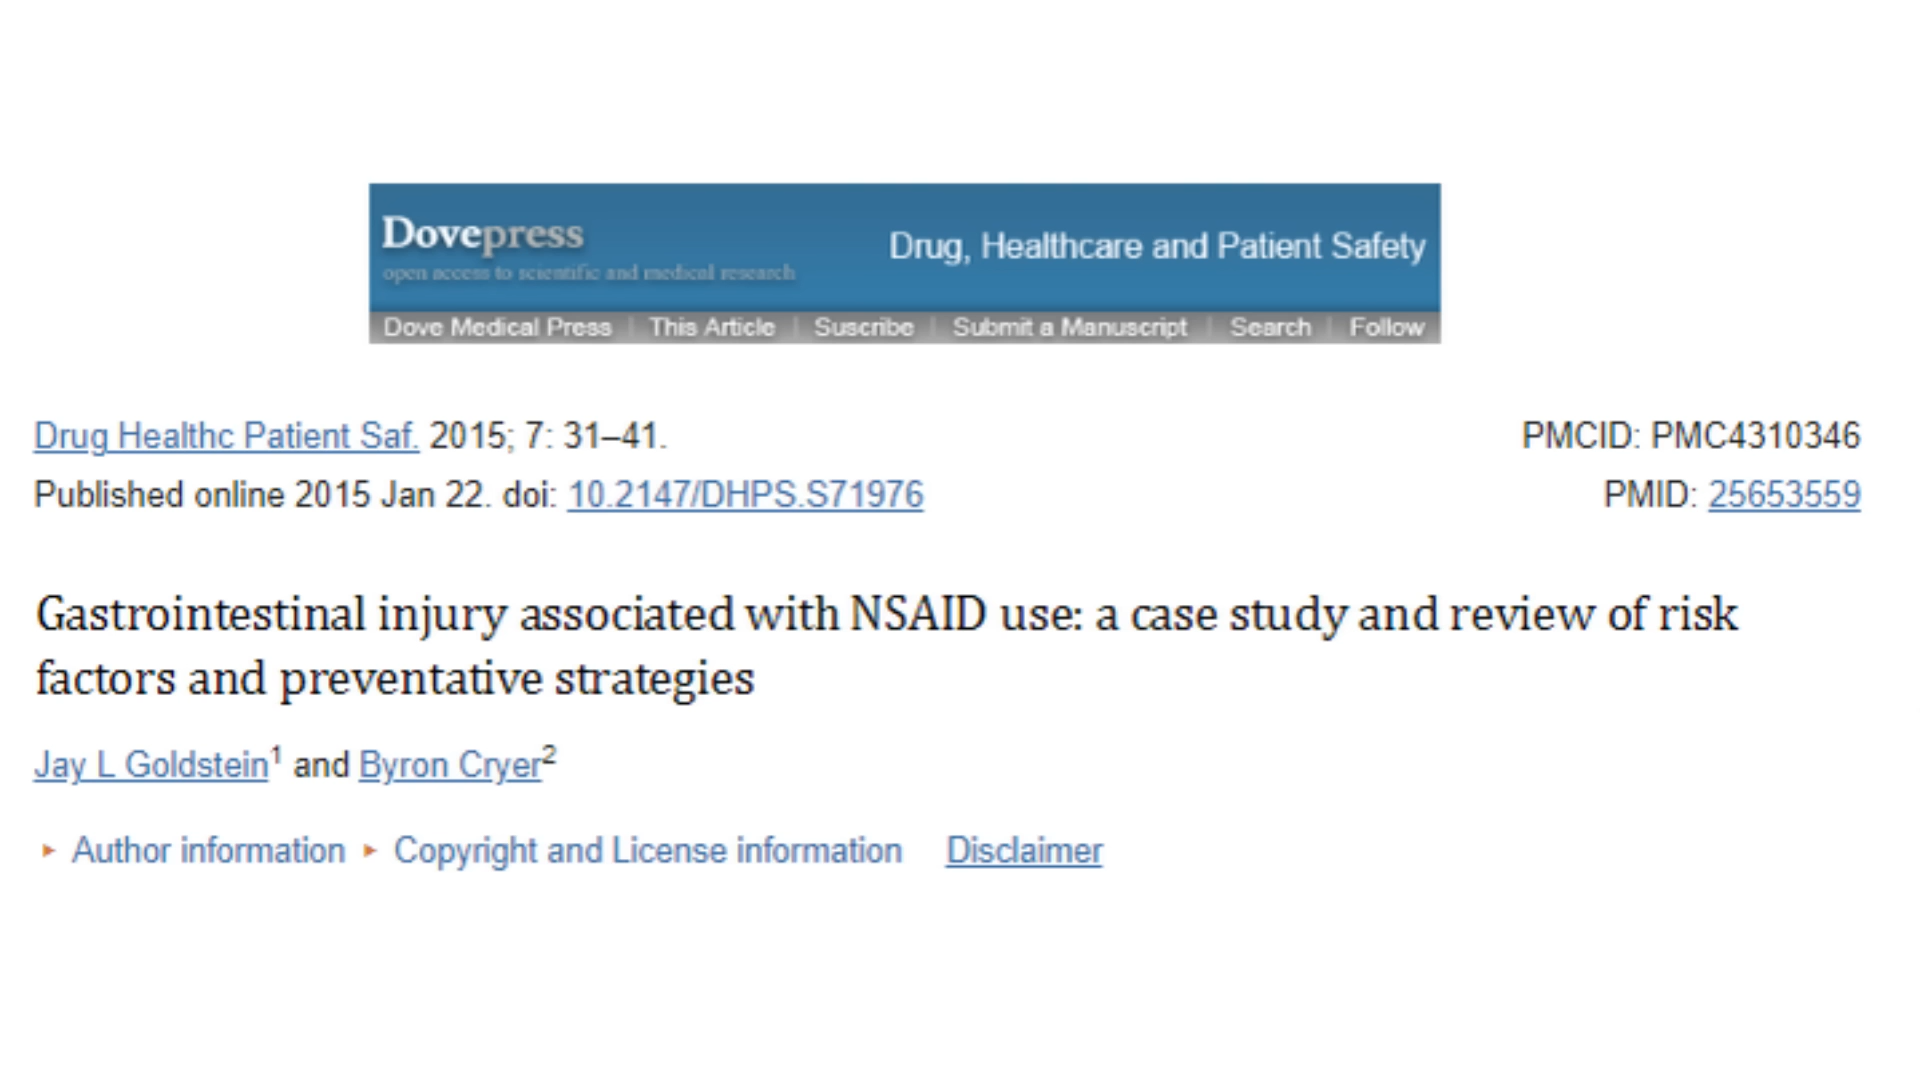 Dovepress
open access to scientific and medical research
Drug, Healthcare and Patient Safety
Dove Medical Press | This Article | Suscribe | Submit a Manuscript | Search | Follow
Drug Healthc Patient Saf. 2015; 7: 31–41.
PMCID: PMC4310346
Published online 2015 Jan 22. doi: 10.2147/DHPS.S71976
PMID: 25653559
Gastrointestinal injury associated with NSAID use: a case study and review of risk
factors and preventative strategies
Jay L Goldstein1 and Byron Cryer2
▸ Author information ▸ Copyright and License information Disclaimer